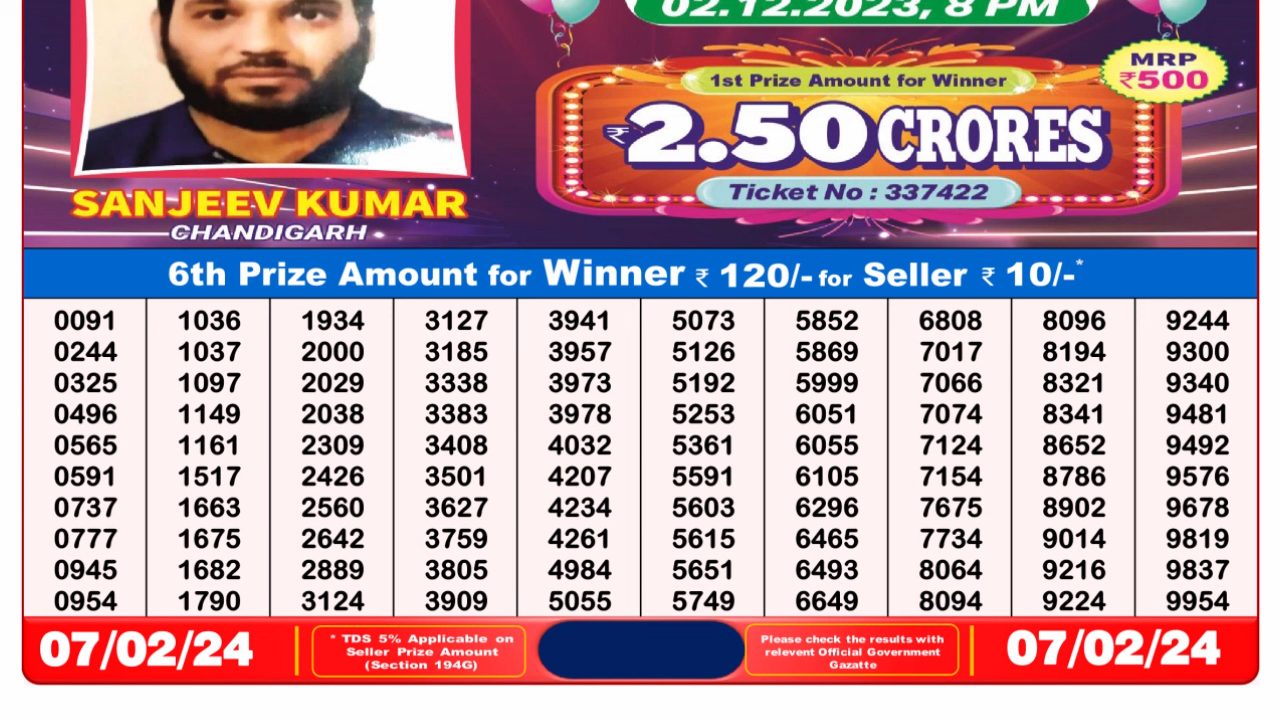 02.12.2023, 8 PM
MRP
₹500
1st Prize Amount for Winner
₹2.50 CRORES
Ticket No : 337422
SANJEEV KUMAR
CHANDIGARH
6th Prize Amount for Winner ₹ 120/- for Seller ₹ 10/-*
0091 1036 1934 3127 3941 5073 5852 6808 8096 9244
0244 1037 2000 3185 3957 5126 5869 7017 8194 9300
0325 1097 2029 3338 3973 5192 5999 7066 8321 9340
0496 1149 2038 3383 3978 5253 6051 7074 8341 9481
0565 1161 2309 3408 4032 5361 6055 7124 8652 9492
0591 1517 2426 3501 4207 5591 6105 7154 8786 9576
0737 1663 2560 3627 4234 5603 6296 7675 8902 9678
0777 1675 2642 3759 4261 5615 6465 7734 9014 9819
0945 1682 2889 3805 4984 5651 6493 8064 9216 9837
0954 1790 3124 3909 5055 5749 6649 8094 9224 9954
07/02/24
* TDS 5% Applicable on
Seller Prize Amount
(Section 194G)
Please check the results with
relevent Official Government
Gazatte
07/02/24